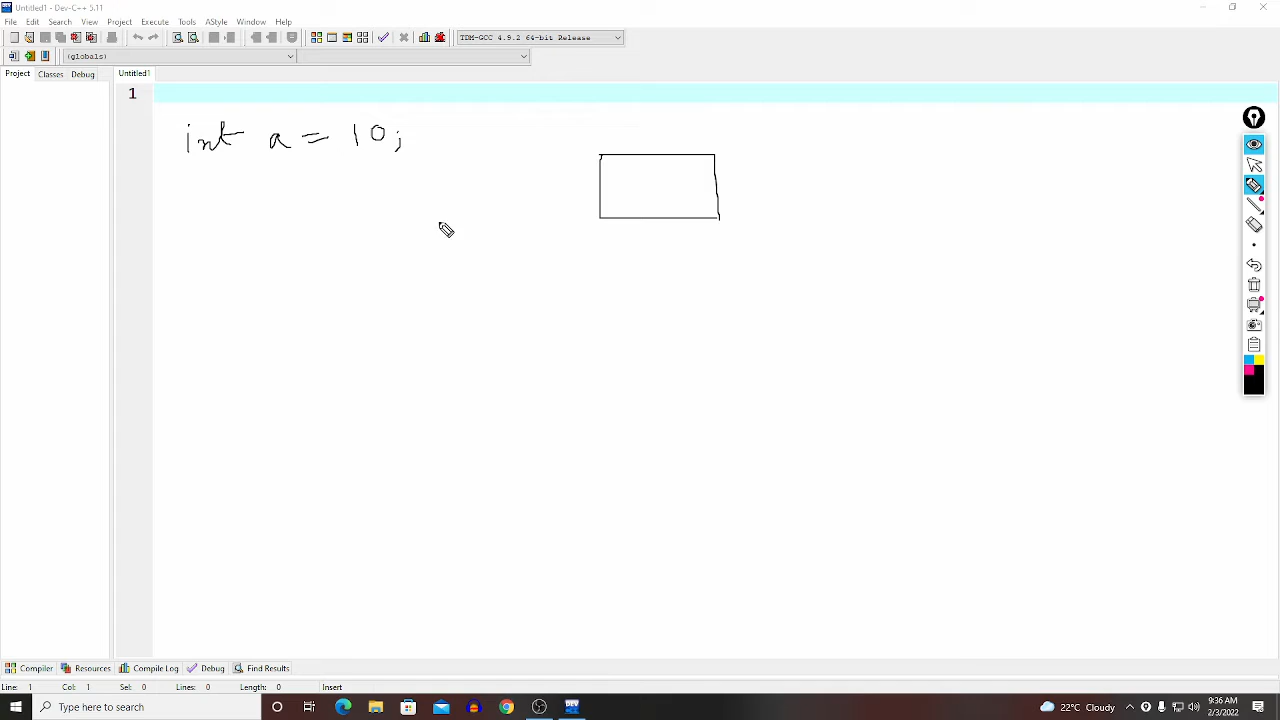 Untitled1 - Dev-C++ 5.11
File Edit Search View Project Execute Tools AStyle Window Help
TDM-GCC 4.9.2 64-bit Release
(globals)
Project Classes Debug Untitled1
1
int a = 10;
Compiler Resources Compile Log Debug Find Results
Line: 1 Col: 1 Sel: 0 Lines: 0 Length: 0 Insert
DEV
Type here to search 22°C Cloudy 9:36 AM
2/3/2022